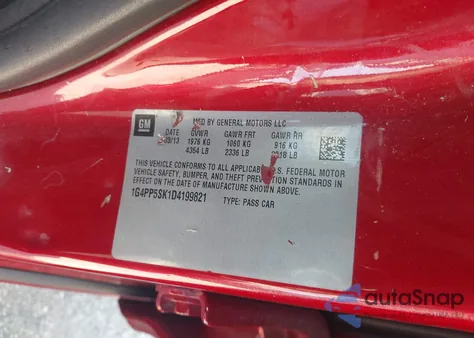 GM
MFD BY GENERAL MOTORS LLC
DATE GVWR GAWR FRT GAWR RR
1976 KG 1060 KG 916 KG
4354 LB 2336 LB LB
THIS VEHICLE CONFORMS TO ALL APPLICABLE U.S. FEDERAL MOTOR
VEHICLE SAFETY, BUMPER, AND THEFT PREVENTION STANDARDS IN
EFFECT ON THE DATE OF MANUFACTURE SHOWN ABOVE.
1G4PP5SK1D4199621 TYPE: PASS CAR
autoSnap